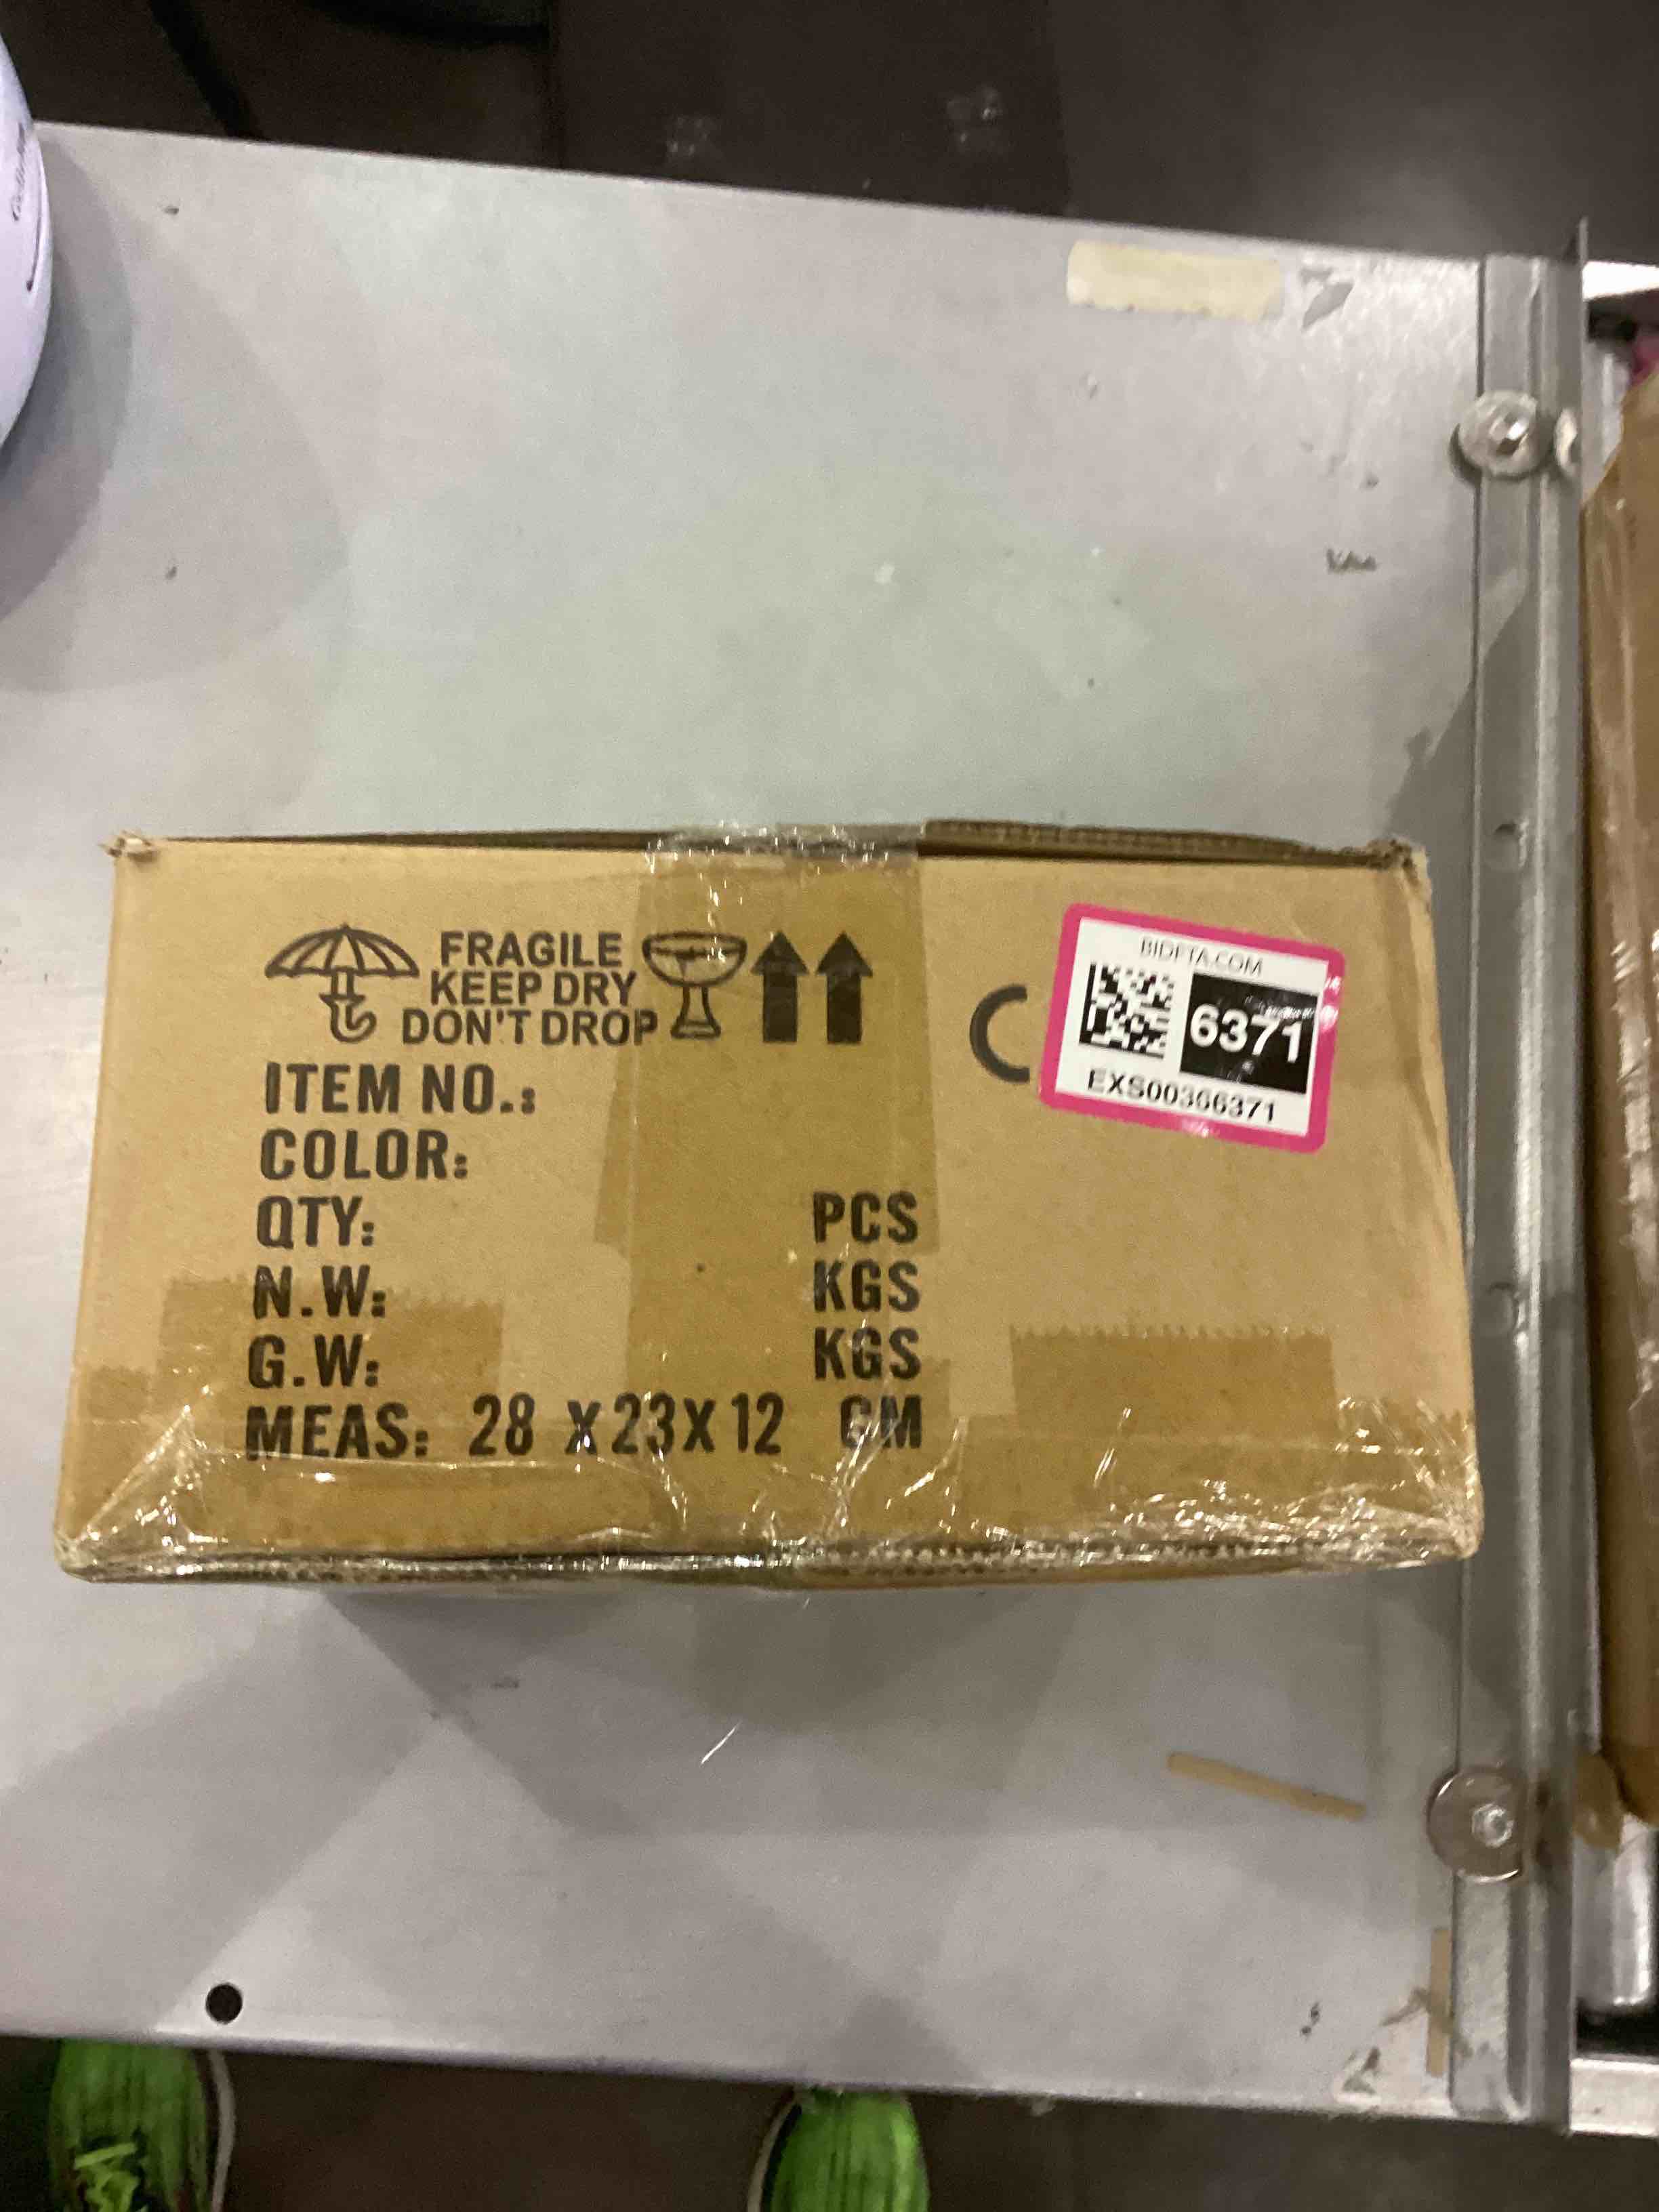 FRAGILE
KEEP DRY
DON'T DROP
C
BIDFTA.COM
6371
EXS00366371
ITEM NO.:
COLOR:
QTY: PCS
N.W: KGS
G.W: KGS
MEAS: 28 X 23 X 12 CM